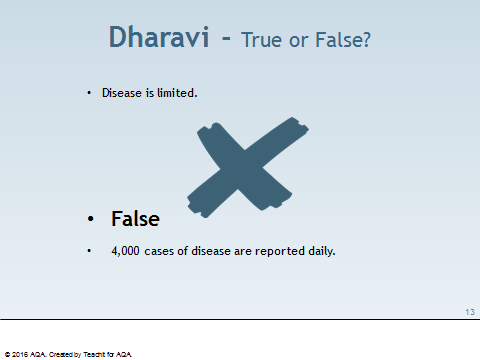 Dharavi - True or False?
• Disease is limited.
• False
• 4,000 cases of disease are reported daily.
13
© 2016 AQA. Created by Teachit for AQA.